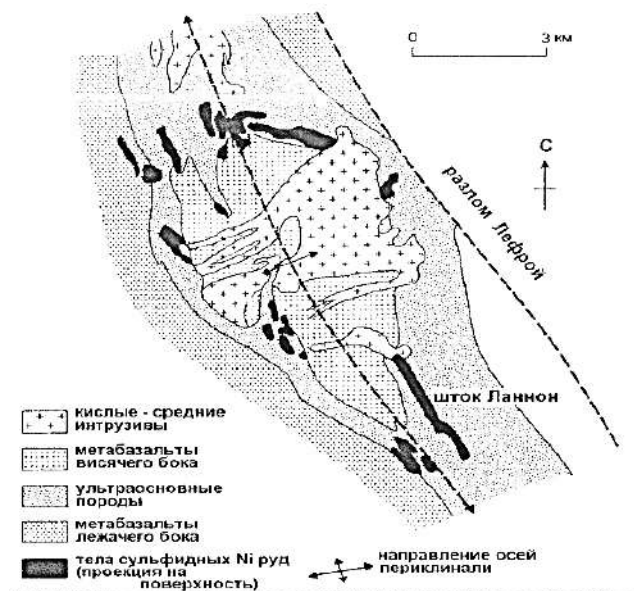 0 3 км
С
разлом Лефрой
шток Ланнон
кислые - средние
интрузивы
метабазальты
висячего бока
ультраосновные
породы
метабазальты
лежачего бока
тела сульфидных Ni руд
(проекция на
поверхность)
направление осей
периклинали